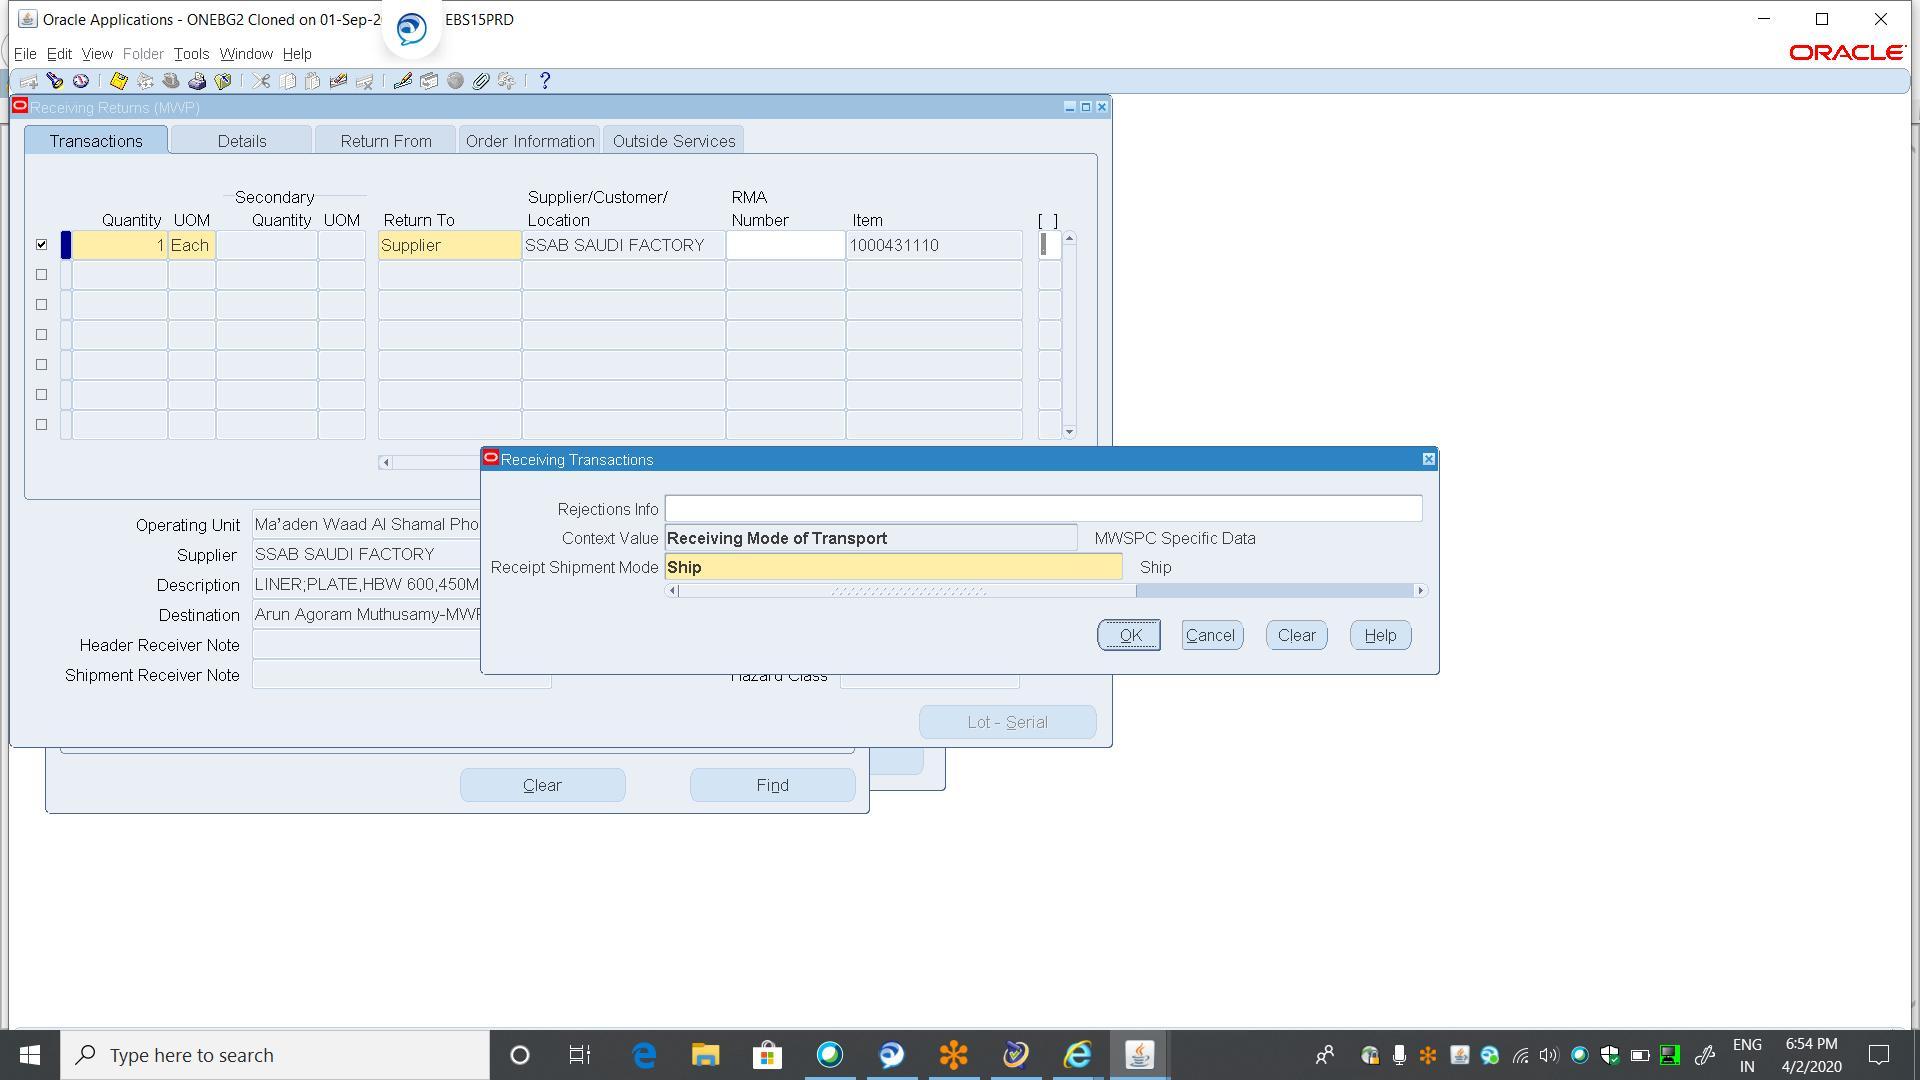 Oracle Applications - ONEBG2 Cloned on 01-Sep-2 EBS15PRD
File Edit View Folder Tools Window Help
ORACLE
Receiving Returns (MWP)
Transactions Details Return From Order Information Outside Services
Secondary Supplier/Customer/ RMA
Quantity UOM Quantity UOM Return To Location Number Item [ ]
1 Each Supplier SSAB SAUDI FACTORY 1000431110
Receiving Transactions
Rejections Info
Context Value Receiving Mode of Transport MWSPC Specific Data
Receipt Shipment Mode Ship Ship
OK Cancel Clear Help
Operating Unit Ma'aden Waad Al Shamal Pho
Supplier SSAB SAUDI FACTORY
Description LINER;PLATE,HBW 600,450M
Destination Arun Agoram Muthusamy-MWP
Header Receiver Note
Shipment Receiver Note Hazard Class
Lot - Serial
Clear Find
Type here to search
ENG 6:54 PM
IN 4/2/2020